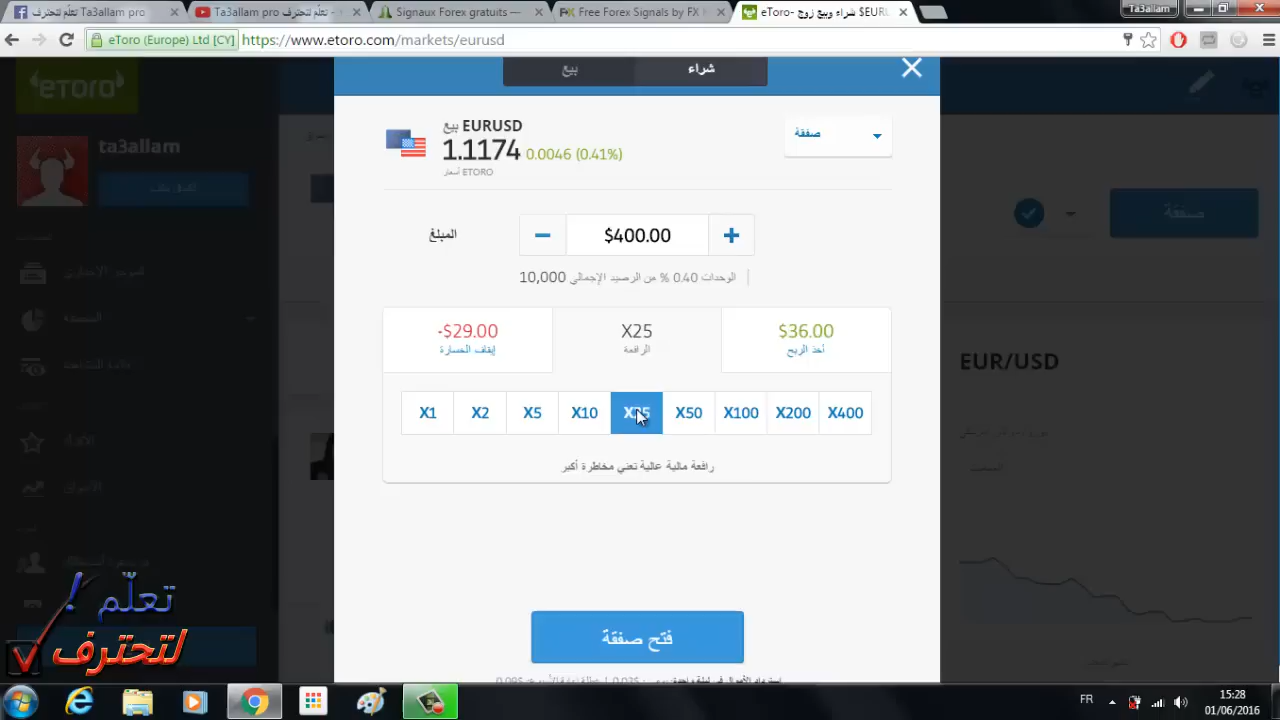 Ta3allam pro
Ta3allam pro - تعلّم لتحترف
Signaux Forex gratuits —
Free Forex Signals by FX
eToro- شراء وبيع زوج $EUR
Ta3allam
eToro (Europe) Ltd [CY]
https://www.etoro.com/markets/eurusd
eTORO
بيع
شراء
ta3allam
بيع EURUSD
1.1174 0.0046 (0.41%)
أسعار ETORO
صفقة
صفقة
المبلغ
$400.00
10,000 الوحدات 0.40 % من الرصيد الإجمالي
-$29.00
إيقاف الخسارة
X25
الرافعة
$36.00
أخذ الربح
EUR/USD
X1 X2 X5 X10 X25 X50 X100 X200 X400
رافعة مالية عالية تعني مخاطرة أكبر
تعلّم !
لتحترف
فتح صفقة
FR
15:28
01/06/2016